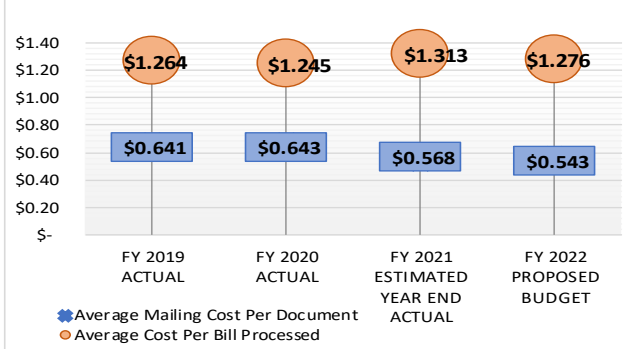 $1.40
$1.20
$1.00
$0.80
$0.60
$0.40
$0.20
$-
$1.264
$1.245
$1.313
$1.276
$0.641
$0.643
$0.568
$0.543
FY 2019
ACTUAL
FY 2020
ACTUAL
FY 2021
ESTIMATED
YEAR END
ACTUAL
FY 2022
PROPOSED
BUDGET
Average Mailing Cost Per Document
Average Cost Per Bill Processed